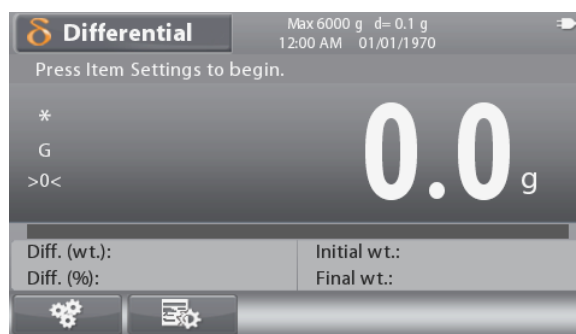 δ Differential
Max 6000 g d= 0.1 g
12:00 AM 01/01/1970
Press Item Settings to begin.
*
G
>0<
0.0 g
Diff. (wt.):
Initial wt.:
Diff. (%):
Final wt.: